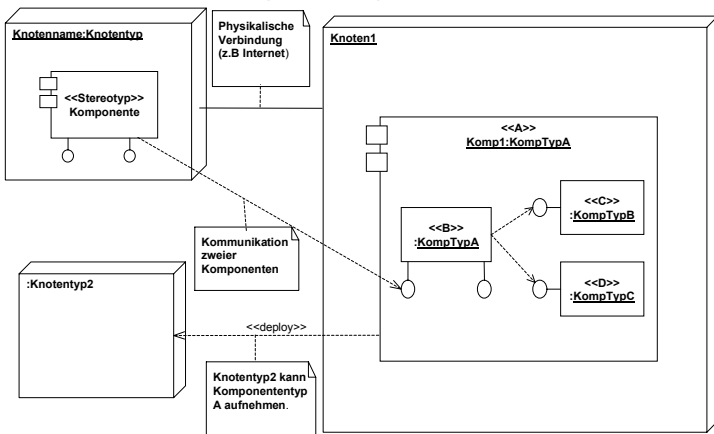 Knotenname:Knotentyp
<<Stereotyp>>
Komponente
Physikalische
Verbindung
(z.B Internet)
Knoten1
<<A>>
Komp1:KompTypA
<<B>>
:KompTypA
<<C>>
:KompTypB
<<D>>
:KompTypC
Kommunikation
zweier
Komponenten
:Knotentyp2
<<deploy>>
Knotentyp2 kann
Komponententyp
A aufnehmen.